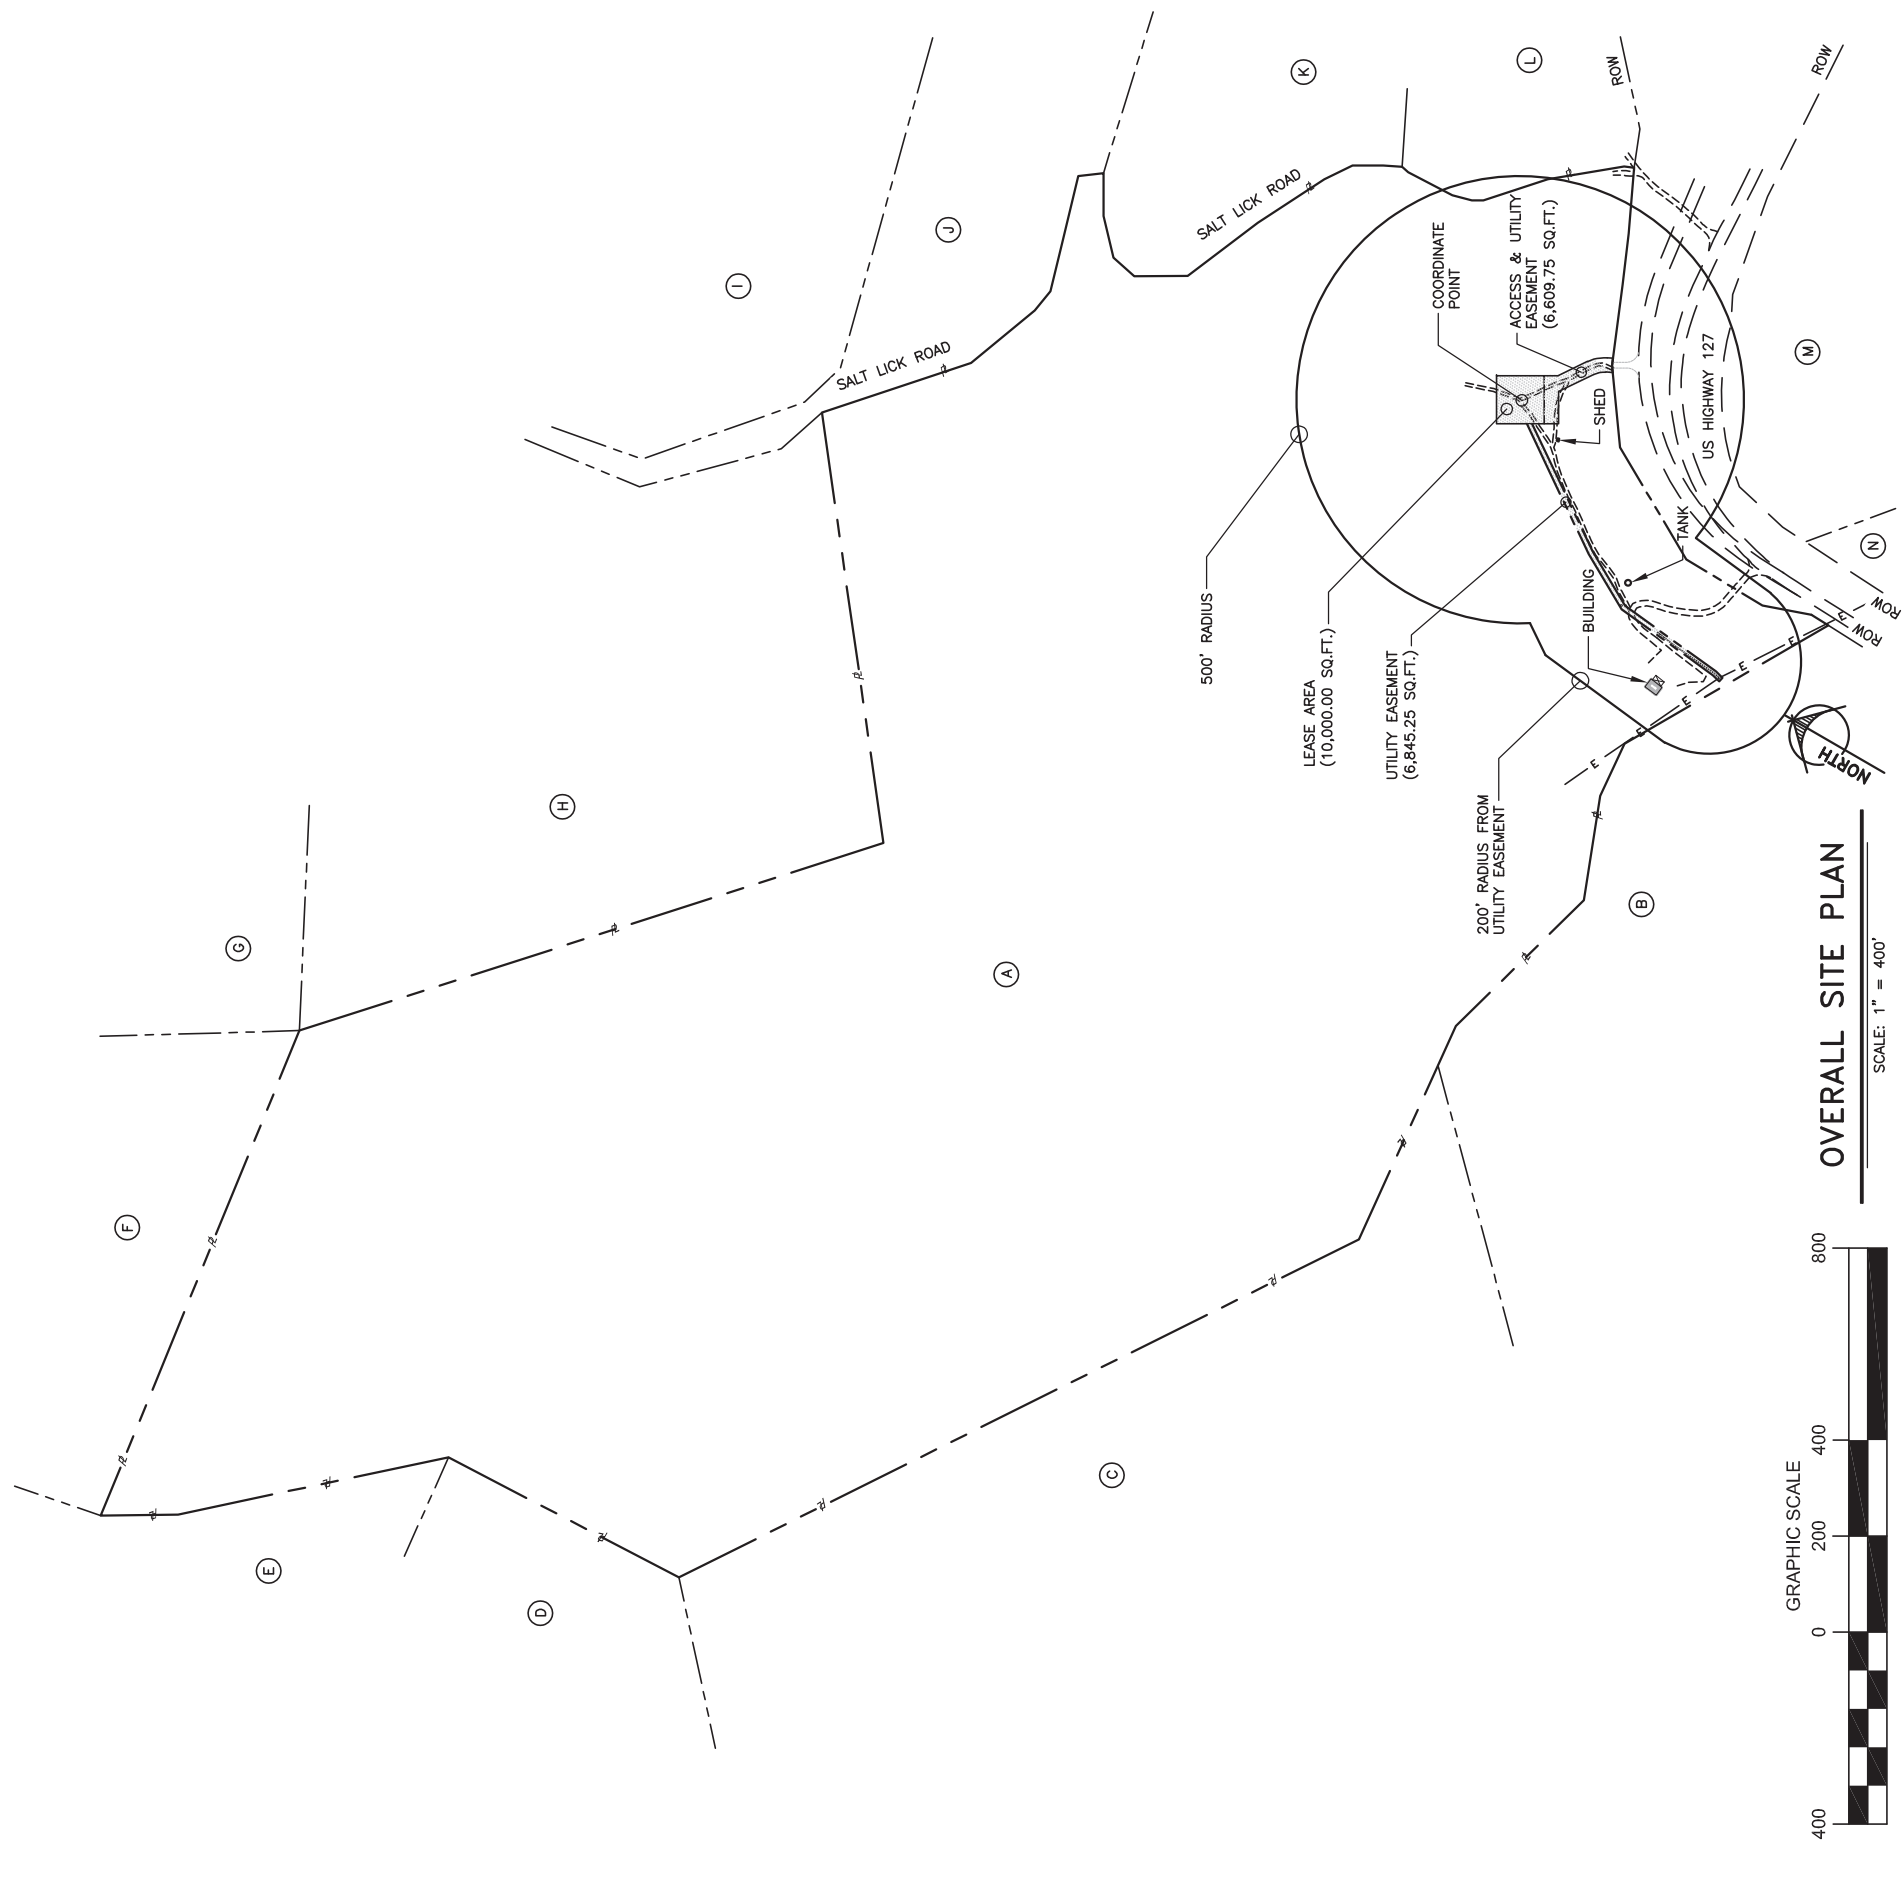 K
L
ROW
ROW
J
I
SALT LICK ROAD
SALT LICK ROAD
COORDINATE
POINT
ACCESS & UTILITY
EASEMENT
(6,609.75 SQ.FT.)
M
US HIGHWAY 127
SHED
TANK
N
BUILDING
ROW
ROW
500' RADIUS
LEASE AREA
(10,000.00 SQ.FT.)
UTILITY EASEMENT
(6,845.25 SQ.FT.)
200' RADIUS FROM
UTILITY EASEMENT
E
E
E
E
E
E
NORTH
H
G
A
B
F
C
E
D
OVERALL SITE PLAN
SCALE: 1" = 400'
GRAPHIC SCALE
400
0
200
400
800